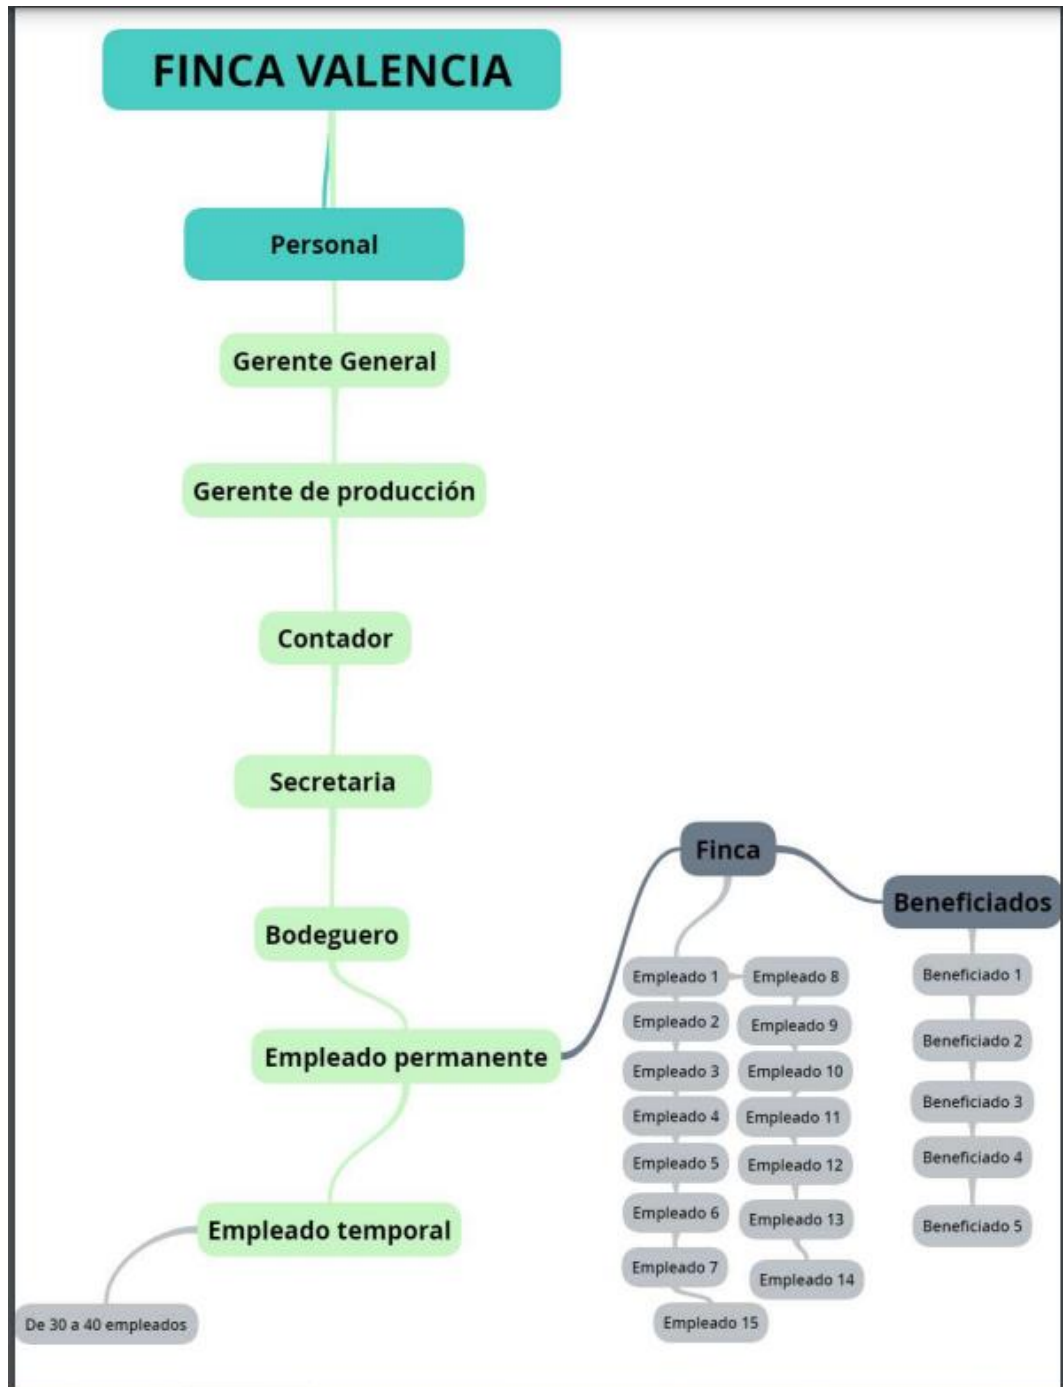 FINCA VALENCIA
Personal
Gerente General
Gerente de producción
Contador
Secretaria
Bodeguero
Empleado permanente
Empleado temporal
De 30 a 40 empleados
Finca
Empleado 1
Empleado 2
Empleado 3
Empleado 4
Empleado 5
Empleado 6
Empleado 7
Empleado 15
Empleado 8
Empleado 9
Empleado 10
Empleado 11
Empleado 12
Empleado 13
Empleado 14
Beneficiados
Beneficiado 1
Beneficiado 2
Beneficiado 3
Beneficiado 4
Beneficiado 5